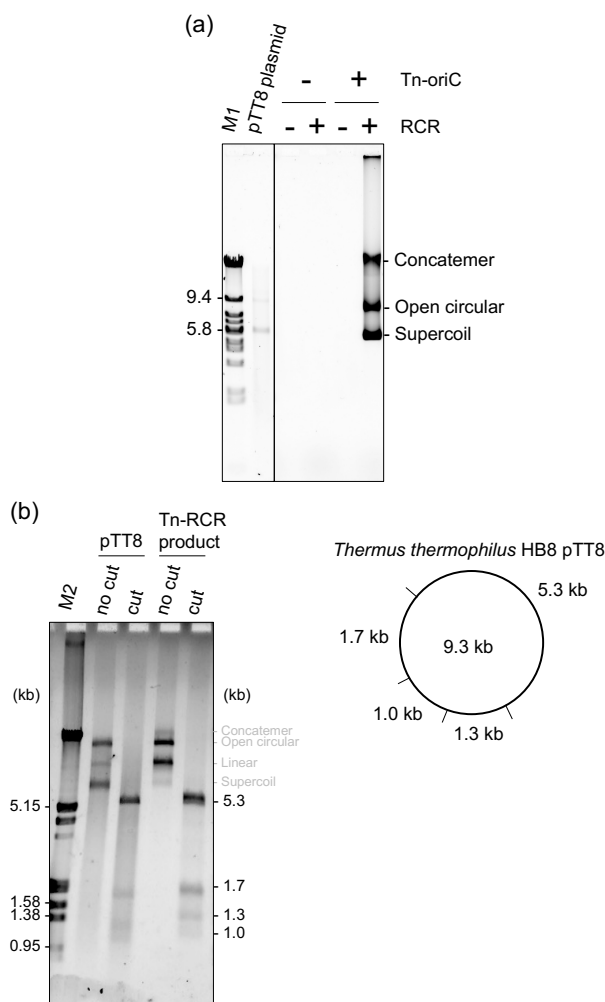 (a)
M1
pTT8 plasmid
- + Tn-oriC
- + - + RCR
Concatemer
9.4
Open circular
5.8
Supercoil
(b)
pTT8
Tn-RCR
product
M2
no cut
cut
no cut
cut
(kb)
(kb)
Concatemer
Open circular
Linear
Supercoil
5.15
5.3
1.7
1.58
1.38
1.3
1.0
0.95
Thermus thermophilus HB8 pTT8
5.3 kb
1.7 kb
9.3 kb
1.0 kb
1.3 kb